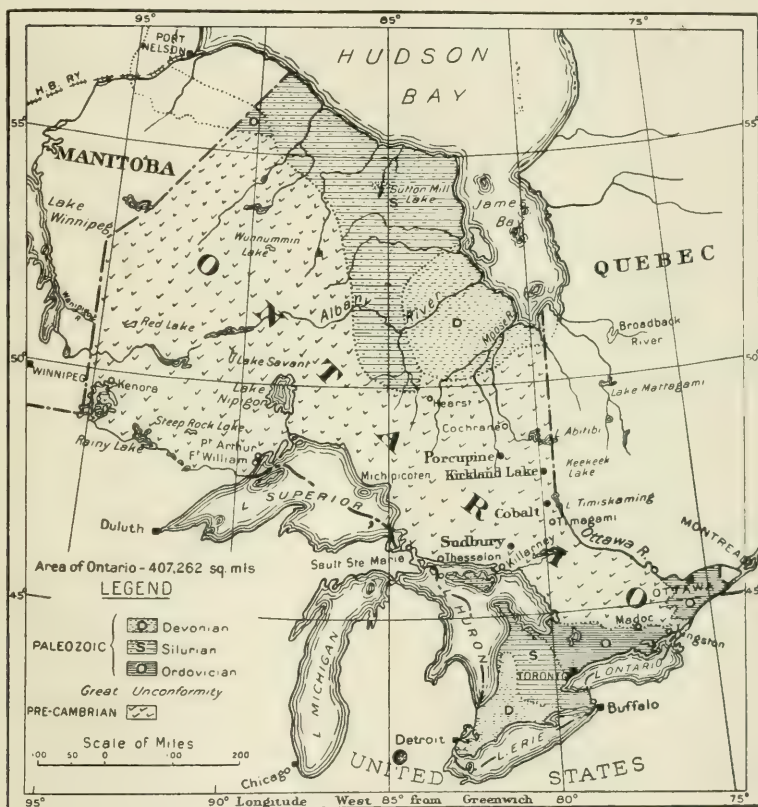 95° 90° 85° 80° 75°
PORT
NELSON
HUDSON
BAY
H.B. RY
55° 55°
MANITOBA
Lake
Winnipeg
Sutton Mill
Lake
S
James
Bay
Wunnummin
Lake
QUEBEC
ONTARIO
Albany River
Moose R.
D
Red Lake
Broadback
River
50° 50°
WINNIPEG
Lake Savant
Kenora
Lake
Nipigon
Lake Mattagami
Hearst
Steep Rock Lake
Cochrane
L. Abitibi
Rainy Lake
Pt Arthur
Ft William
Porcupine
Keekeek
Lake
Michipicoten
Kirkland Lake
L SUPERIOR
L Timiskaming
Cobalt
Timagami
Duluth
MONTREAL
Sudbury
Ottawa R.
Thessalon
Killarney
Sault Ste Marie
Area of Ontario - 407,262 sq. mls
OTTAWA
45° 45°
LEGEND
Madoc
Kingston
L HURON
PALEOZOIC
D Devonian
S Silurian
O Ordovician
S
O
TORONTO
L ONTARIO
L MICHIGAN
Great Unconformity
PRE-CAMBRIAN
D
Buffalo
Detroit
L. ERIE
Scale of Miles
100 50 0 100 200
Chicago
UNITED STATES
95° 90° Longitude 85° West from Greenwich 80° 75°